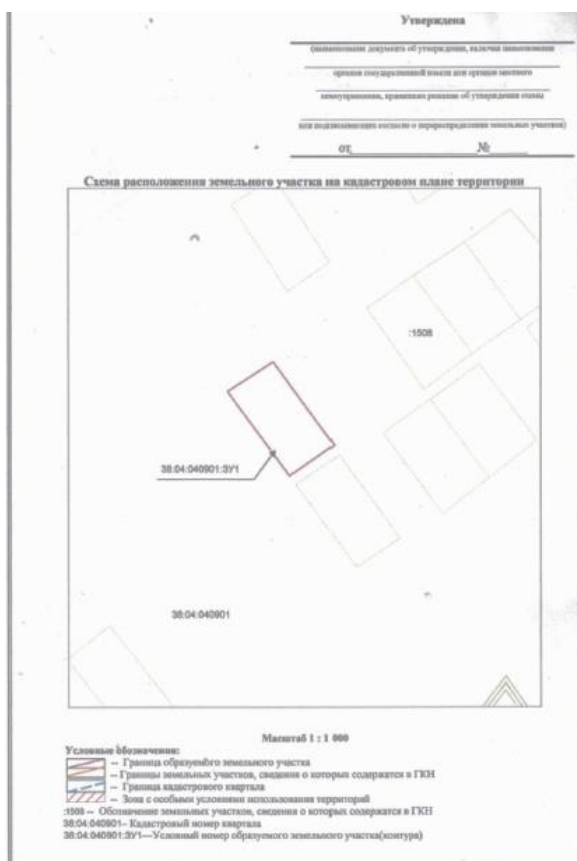 Утверждена
(наименование документа об утверждении, включая наименования
органов государственной власти или органов местного
самоуправления, принявших решение об утверждении схемы
или подписавших соглашение о перераспределении земельных участков)
от №
Схема расположения земельного участка на кадастровом плане территории
:1508
38:04:040901:ЗУ1
38:04:040901
Масштаб 1 : 1 000
Условные обозначения:
-- Граница образуемого земельного участка
-- Границы земельных участков, сведения о которых содержатся в ГКН
-- Граница кадастрового квартала
-- Зона с особыми условиями использования территорий
:1508 -- Обозначение земельных участков, сведения о которых содержатся в ГКН
38:04:040901-- Кадастровый номер квартала
38:04:040901:ЗУ1---Условный номер образуемого земельного участка(контура)